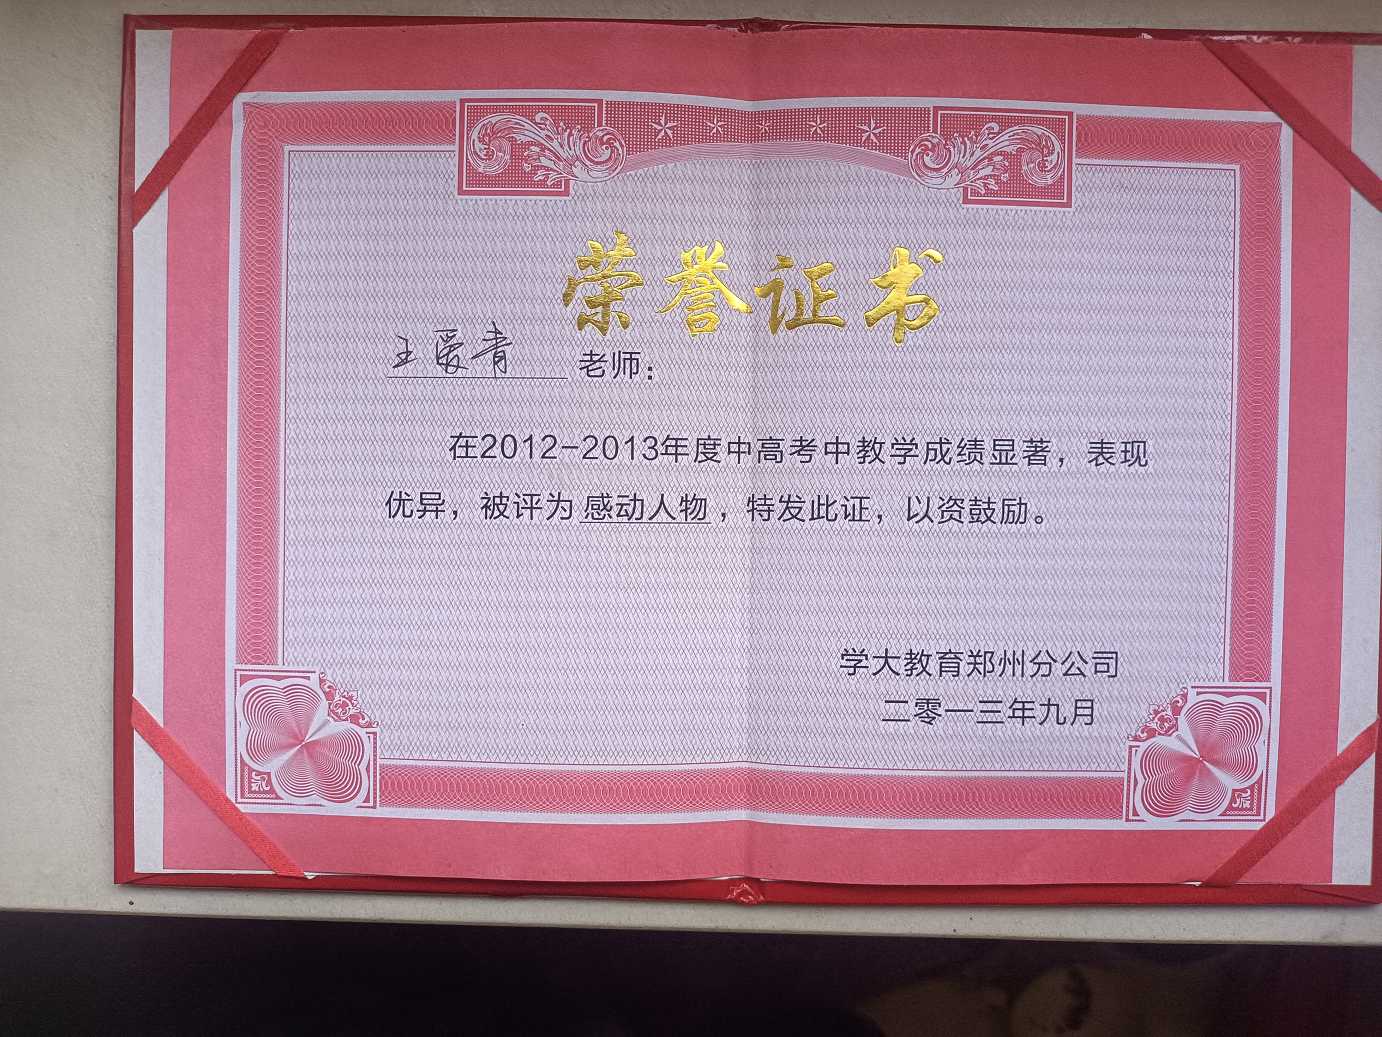 荣誉证书
王爱青 老师：
在2012-2013年度中高考中教学成绩显著，表现
优异，被评为 感动人物 ，特发此证，以资鼓励。
学大教育郑州分公司
二零一三年九月